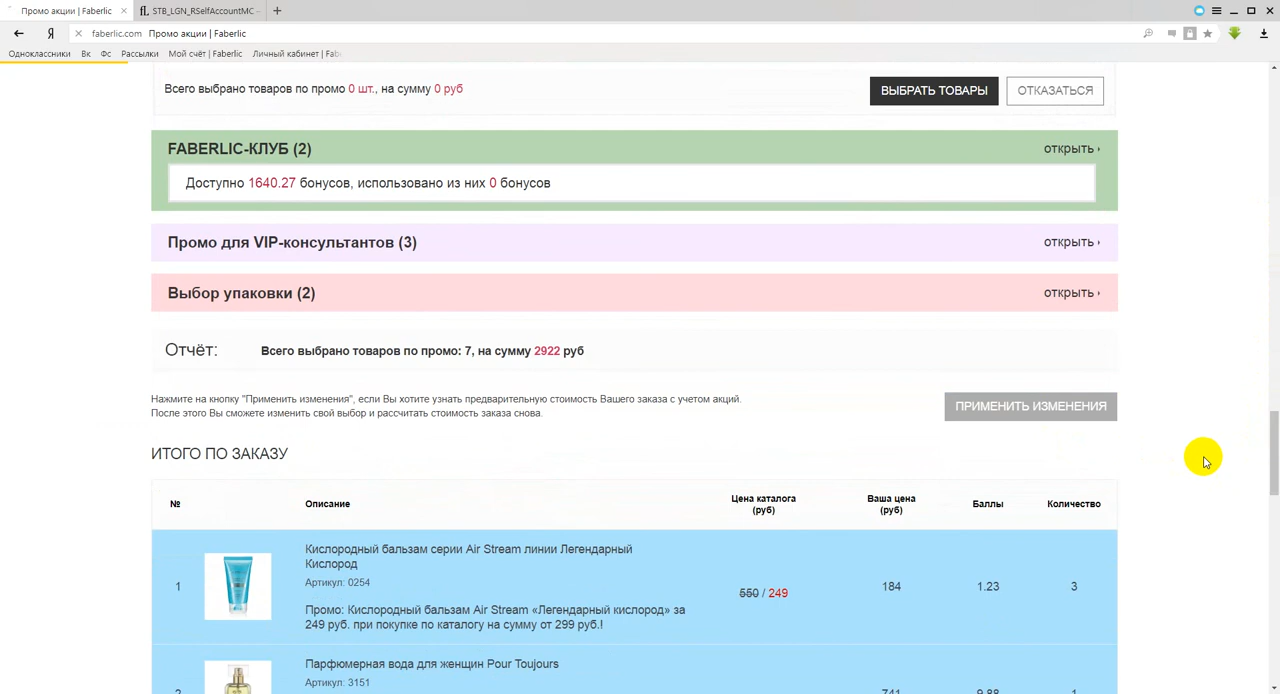 Промо акции | Faberlic
STB_LGN_RSelfAccountMC -
faberlic.com Промо акции | Faberlic
Одноклассники Вк Фс Рассылки Мой счёт | Faberlic Личный кабинет | Fab
Всего выбрано товаров по промо 0 шт., на сумму 0 руб
ВЫБРАТЬ ТОВАРЫ
ОТКАЗАТЬСЯ
FABERLIC-КЛУБ (2)
открыть ›
Доступно 1640.27 бонусов, использовано из них 0 бонусов
Промо для VIP-консультантов (3)
открыть ›
Выбор упаковки (2)
открыть ›
Отчёт: Всего выбрано товаров по промо: 7, на сумму 2922 руб
Нажмите на кнопку "Применить изменения", если Вы хотите узнать предварительную стоимость Вашего заказа с учетом акций.
После этого Вы сможете изменить свой выбор и рассчитать стоимость заказа снова.
ПРИМЕНИТЬ ИЗМЕНЕНИЯ
ИТОГО ПО ЗАКАЗУ
№ Описание Цена каталога (руб) Ваша цена (руб) Баллы Количество
Кислородный бальзам серии Air Stream линии Легендарный
Кислород
Артикул: 0254
1 550 / 249 184 1.23 3
Промо: Кислородный бальзам Air Stream «Легендарный кислород» за
249 руб. при покупке по каталогу на сумму от 299 руб.!
Парфюмерная вода для женщин Pour Toujours
Артикул: 3151
2 741 9.88 1